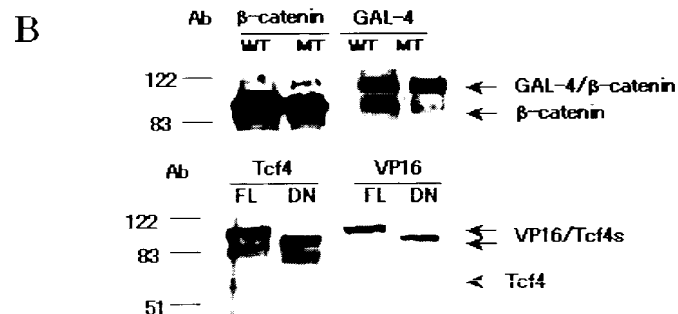 B
Ab β-catenin GAL-4
WT MT WT MT
122
GAL-4/β-catenin
β-catenin
83
Ab Tcf4 VP16
FL DN FL DN
122
VP16/Tcf4s
83
Tcf4
51